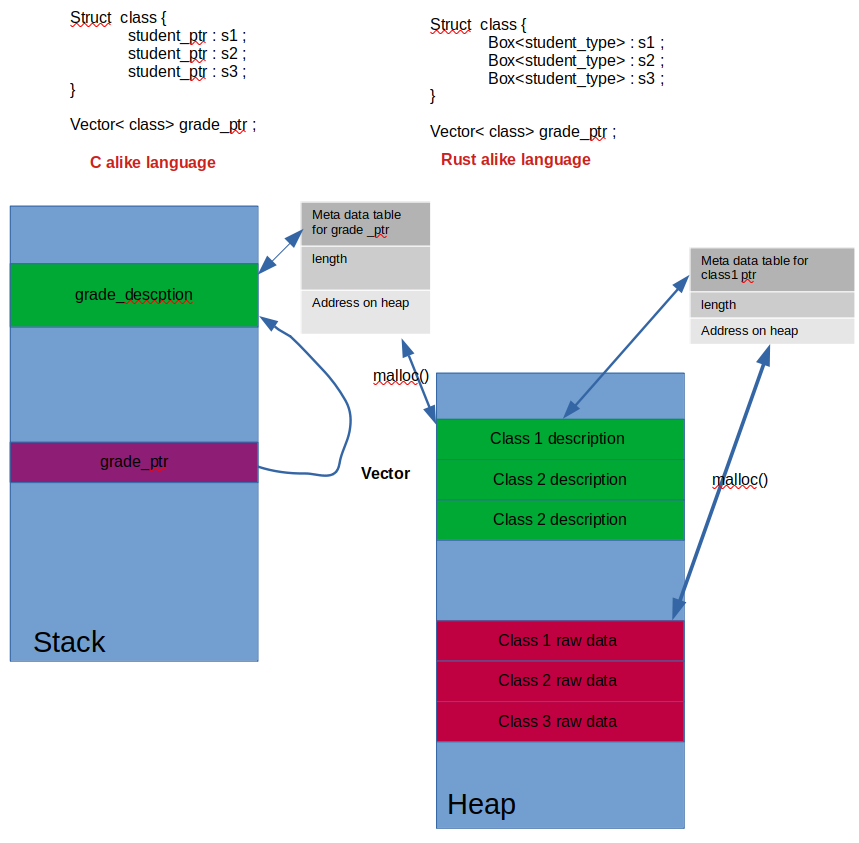 Struct  class {
student_ptr : s1 ;
student_ptr : s2 ;
student_ptr : s3 ;
}
Vector< class> grade_ptr ;
C alike language
Struct  class {
Box<student_type> : s1 ;
Box<student_type> : s2 ;
Box<student_type> : s3 ;
}
Vector< class> grade_ptr ;
Rust alike language
grade_descption
grade_ptr
Stack
Meta data table
for grade _ptr
length
Address on heap
malloc()
Vector
Class 1 description
Class 2 description
Class 2 description
Class 1 raw data
Class 2 raw data
Class 3 raw data
Heap
Meta data table for
class1 ptr
length
Address on heap
malloc()